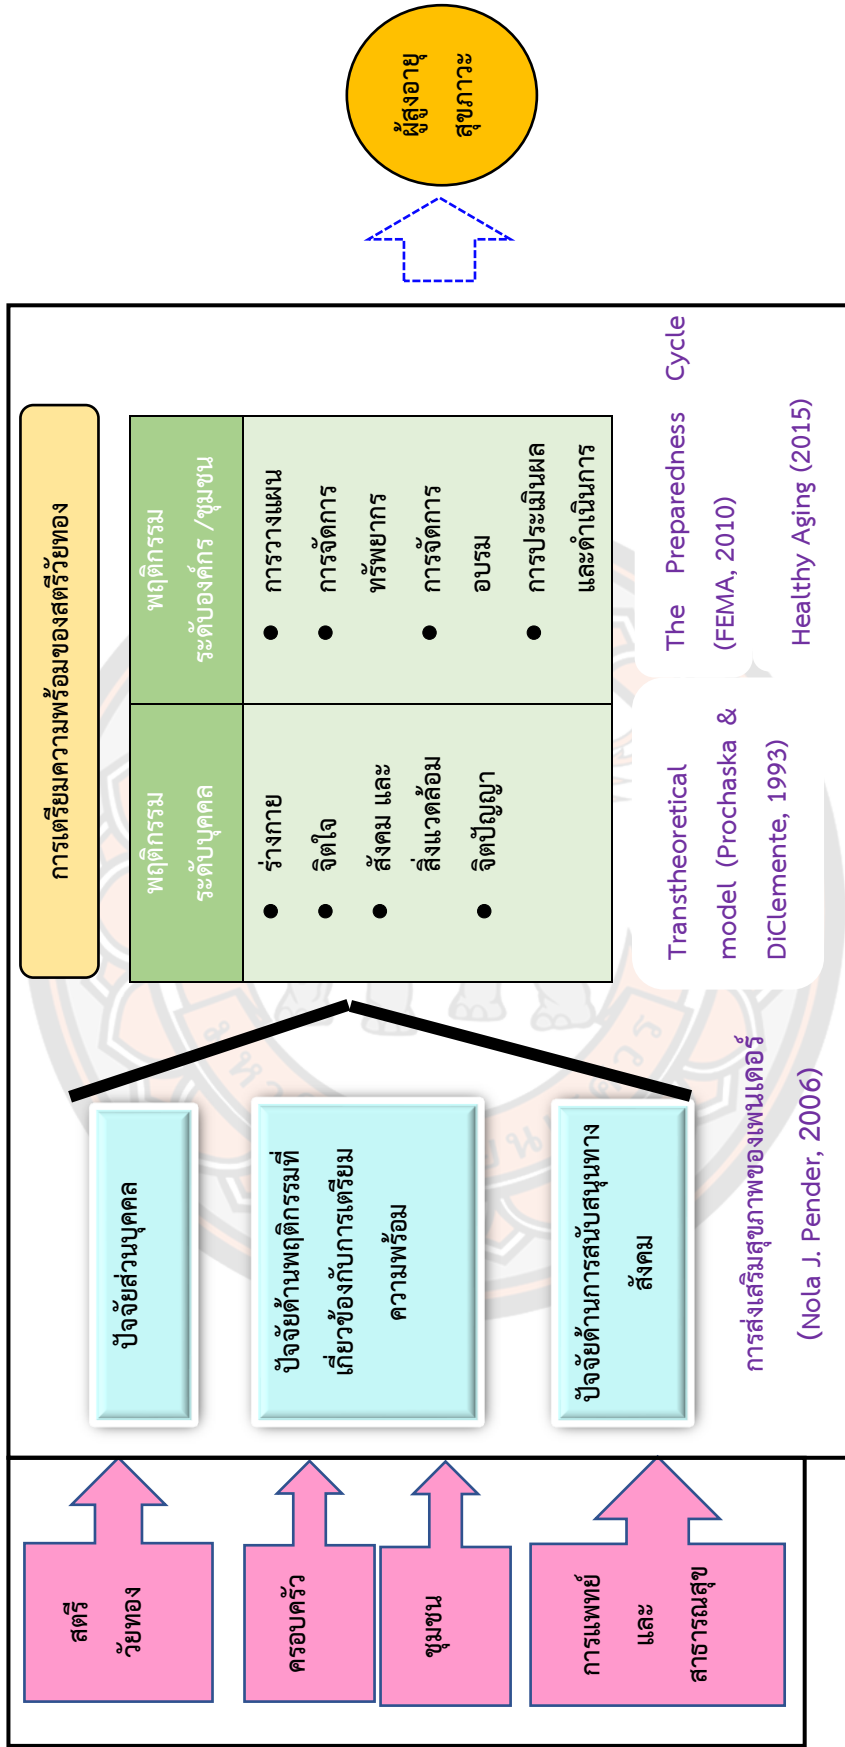 สตรี
วัยทอง
ครอบครัว
ชุมชน
การแพทย์
และ
สาธารณสุข
ปัจจัยส่วนบุคคล
ปัจจัยด้านพฤติกรรมที่
เกี่ยวข้องกับการเตรียม
ความพร้อม
ปัจจัยด้านการสนับสนุนทาง
สังคม
การส่งเสริมสุขภาพของเพนเดอร์
(Nola J. Pender, 2006)
การเตรียมความพร้อมของสตรีวัยทอง
พฤติกรรม
ระดับบุคคล
● ร่างกาย
● จิตใจ
● สังคม และ
สิ่งแวดล้อม
● จิตปัญญา
พฤติกรรม
ระดับองค์กร /ชุมชน
● การวางแผน
● การจัดการ
ทรัพยากร
● การจัดการ
อบรม
● การประเมินผล
และดำเนินการ
Transtheoretical
model (Prochaska &
DiClemente, 1993)
The Preparedness Cycle
(FEMA, 2010)
Healthy Aging (2015)
ผู้สูงอายุ
สุขภาวะ